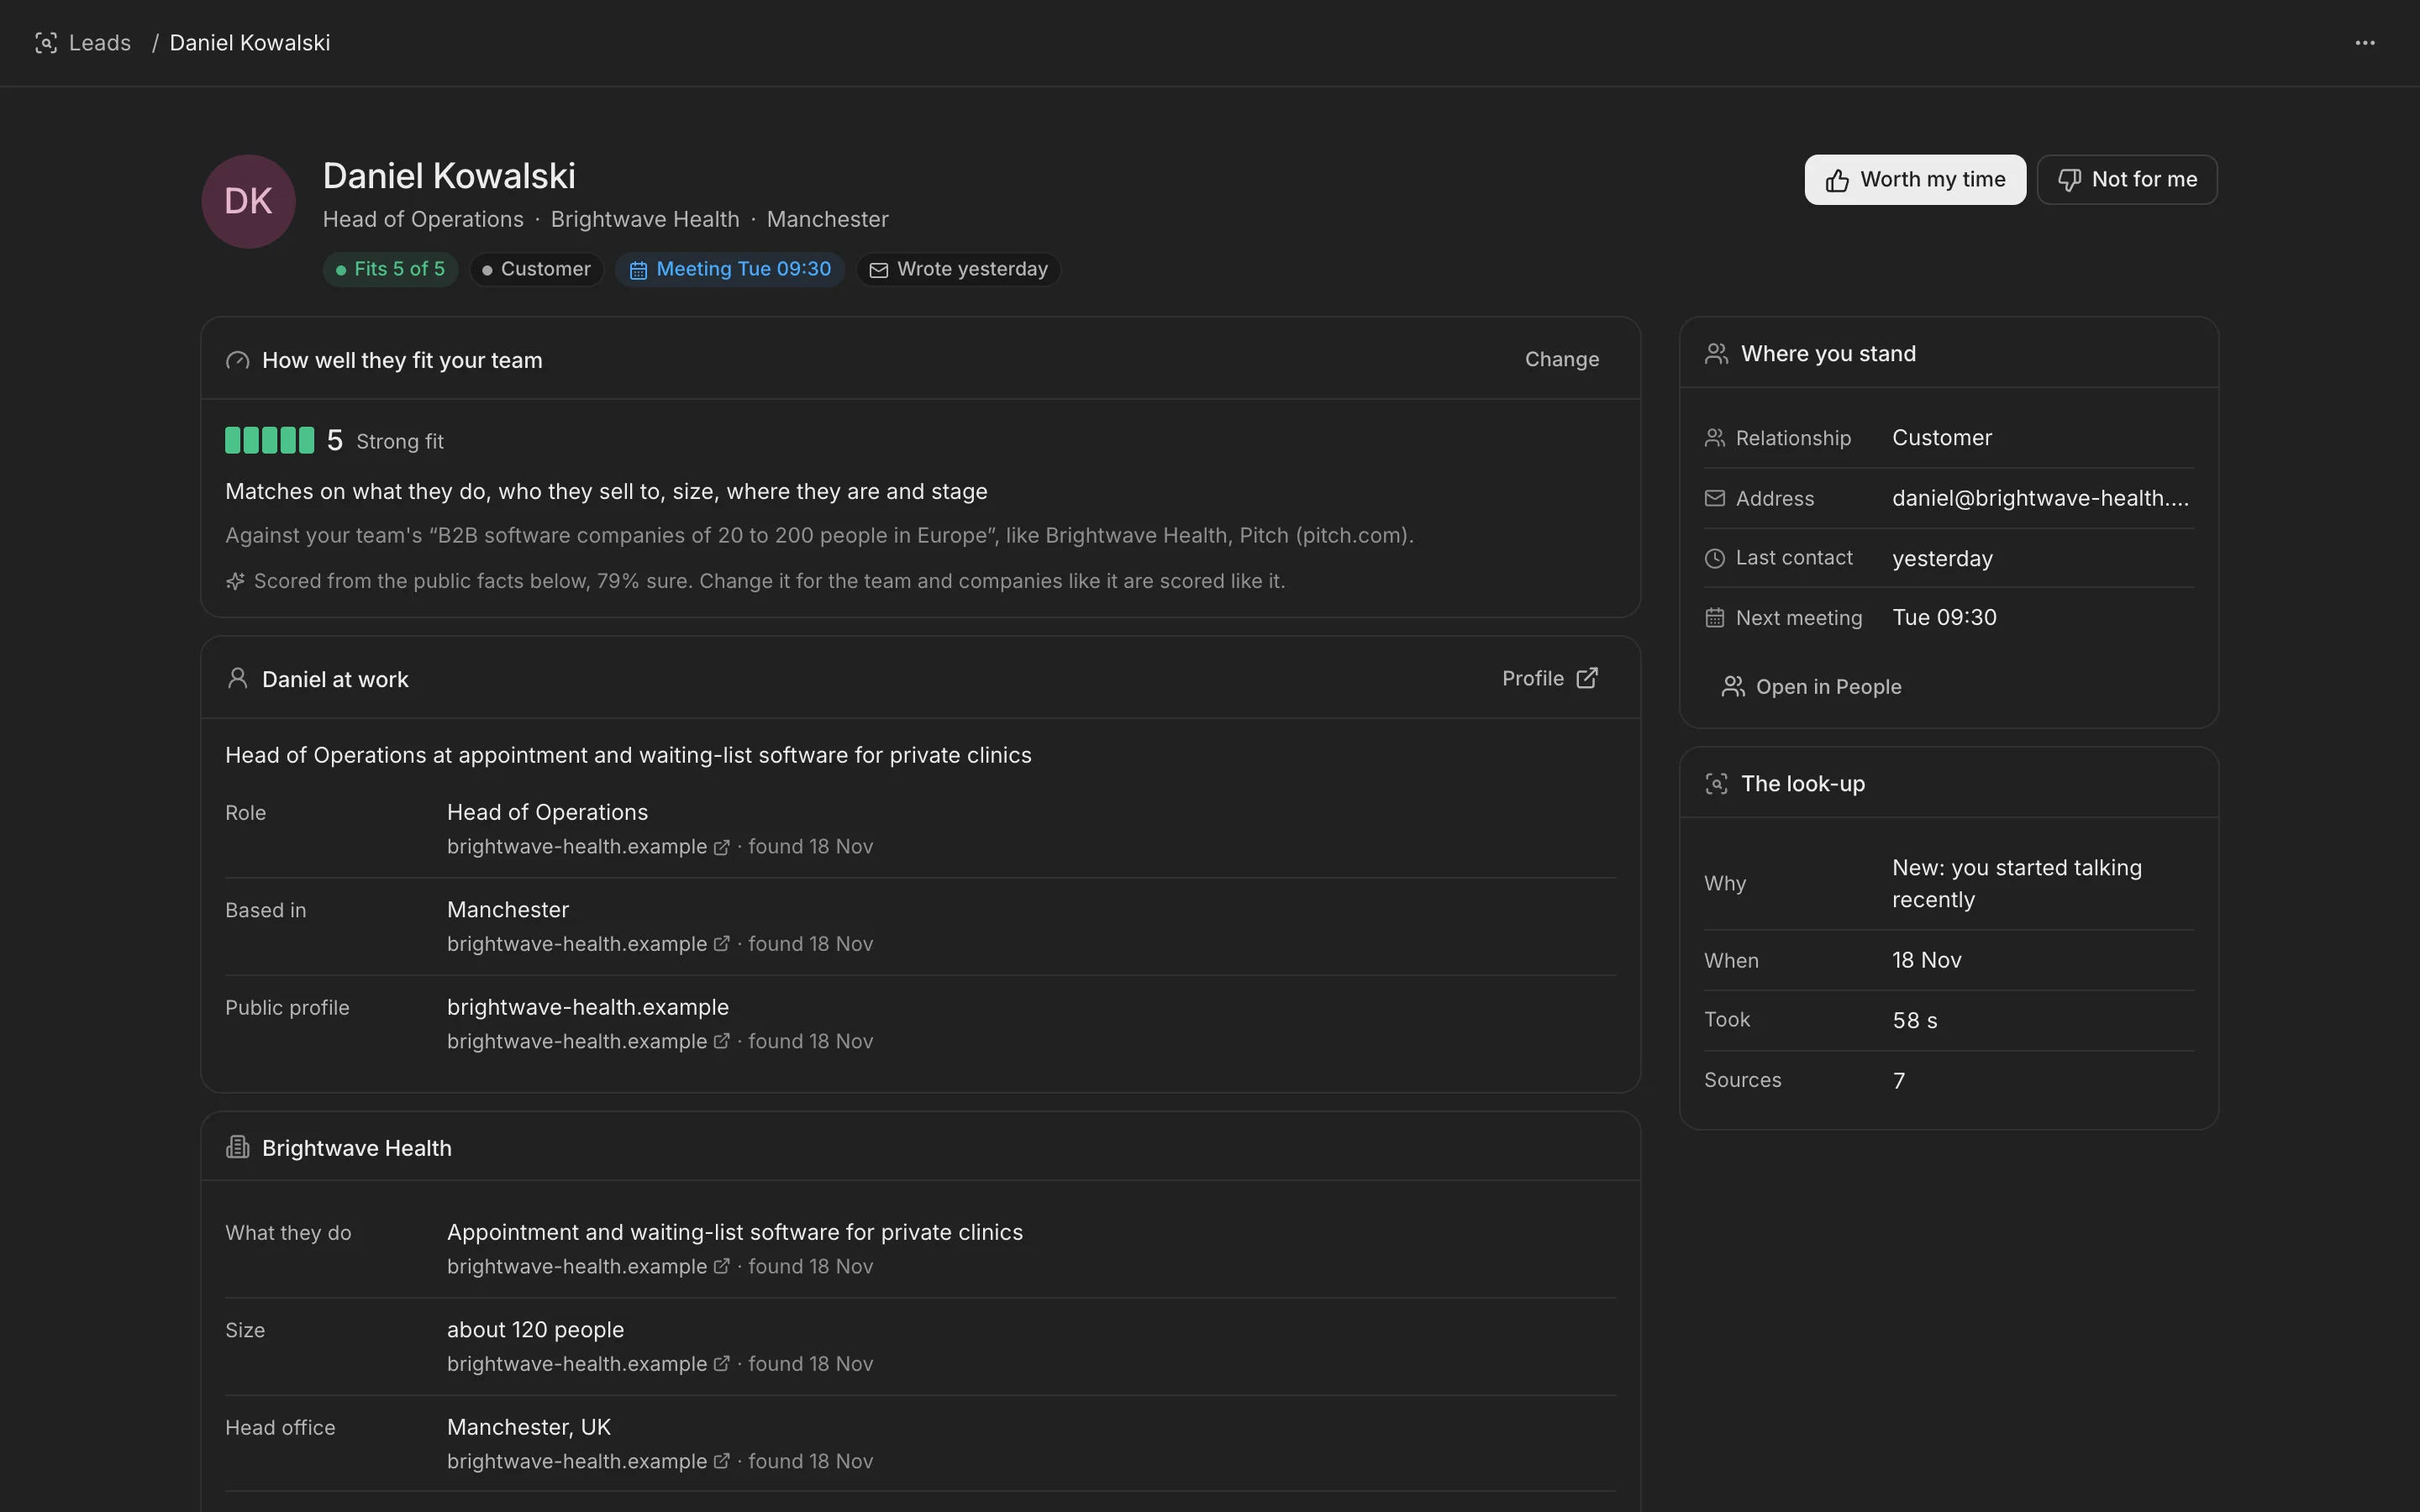 Leads / Daniel Kowalski
DK
Daniel Kowalski
Head of Operations · Brightwave Health · Manchester
Fits 5 of 5
Customer
Meeting Tue 09:30
Wrote yesterday
Worth my time
Not for me
How well they fit your team
Change
5 Strong fit
Matches on what they do, who they sell to, size, where they are and stage
Against your team's “B2B software companies of 20 to 200 people in Europe”, like Brightwave Health, Pitch (pitch.com).
Scored from the public facts below, 79% sure. Change it for the team and companies like it are scored like it.
Daniel at work
Profile
Head of Operations at appointment and waiting-list software for private clinics
Role
Head of Operations
brightwave-health.example · found 18 Nov
Based in
Manchester
brightwave-health.example · found 18 Nov
Public profile
brightwave-health.example
brightwave-health.example · found 18 Nov
Brightwave Health
What they do
Appointment and waiting-list software for private clinics
brightwave-health.example · found 18 Nov
Size
about 120 people
brightwave-health.example · found 18 Nov
Head office
Manchester, UK
brightwave-health.example · found 18 Nov
Where you stand
Relationship
Customer
Address
daniel@brightwave-health....
Last contact
yesterday
Next meeting
Tue 09:30
Open in People
The look-up
Why
New: you started talking
recently
When
18 Nov
Took
58 s
Sources
7